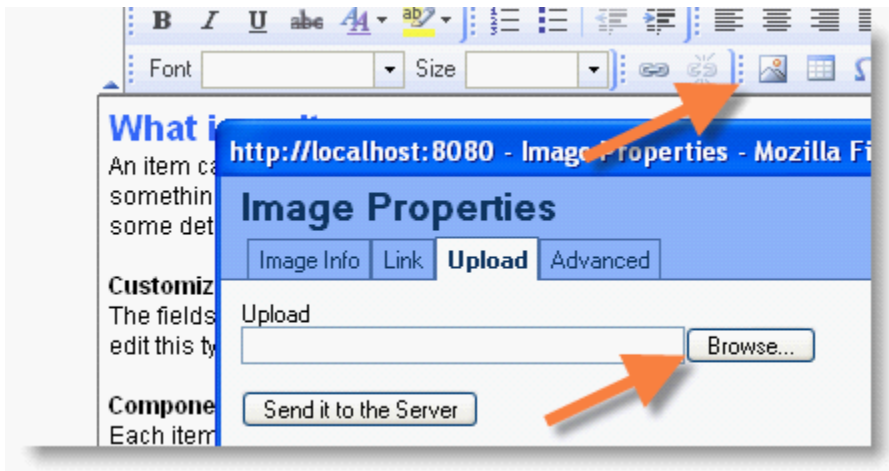 B I U abc A
Font Size
What i
An item ca
somethin
some det
Customiz
The fields
edit this ty
Compone
Each item
http://localhost:8080 - Image Properties - Mozilla Fi
Image Properties
Image Info Link Upload Advanced
Upload
Browse...
Send it to the Server